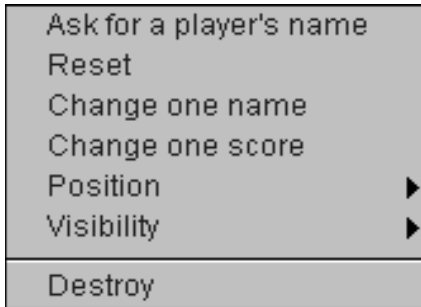 Ask for a player's name
Reset
Change one name
Change one score
Position
Visibility
Destroy